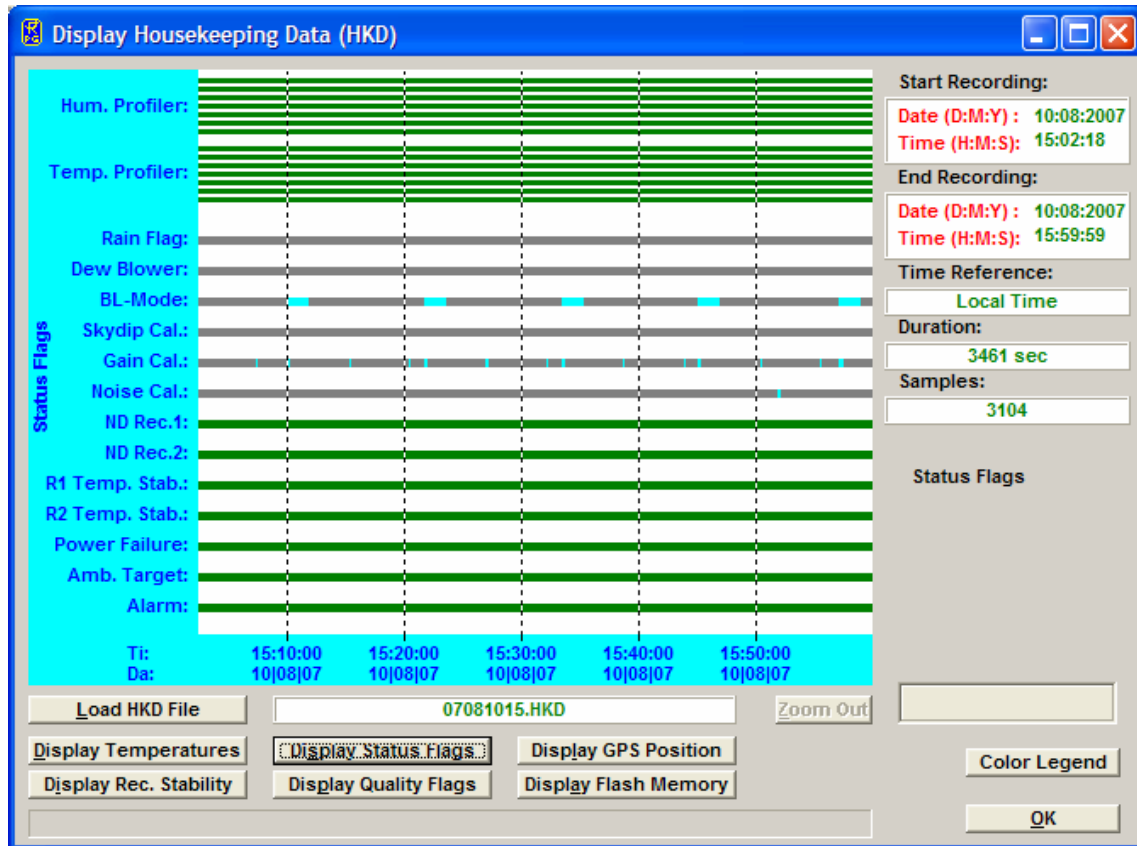 Display Housekeeping Data (HKD)
Hum. Profiler:
Temp. Profiler:
Status Flags
Rain Flag:
Dew Blower:
BL-Mode:
Skydip Cal.:
Gain Cal.:
Noise Cal.:
ND Rec.1:
ND Rec.2:
R1 Temp. Stab.:
R2 Temp. Stab.:
Power Failure:
Amb. Target:
Alarm:
Ti: 15:10:00 15:20:00 15:30:00 15:40:00 15:50:00
Da: 10|08|07 10|08|07 10|08|07 10|08|07 10|08|07
Start Recording:
Date (D:M:Y) : 10:08:2007
Time (H:M:S): 15:02:18
End Recording:
Date (D:M:Y) : 10:08:2007
Time (H:M:S): 15:59:59
Time Reference:
Local Time
Duration:
3461 sec
Samples:
3104
Status Flags
Load HKD File 07081015.HKD Zoom Out
Display Temperatures Display Status Flags Display GPS Position
Display Rec. Stability Display Quality Flags Display Flash Memory
Color Legend
OK